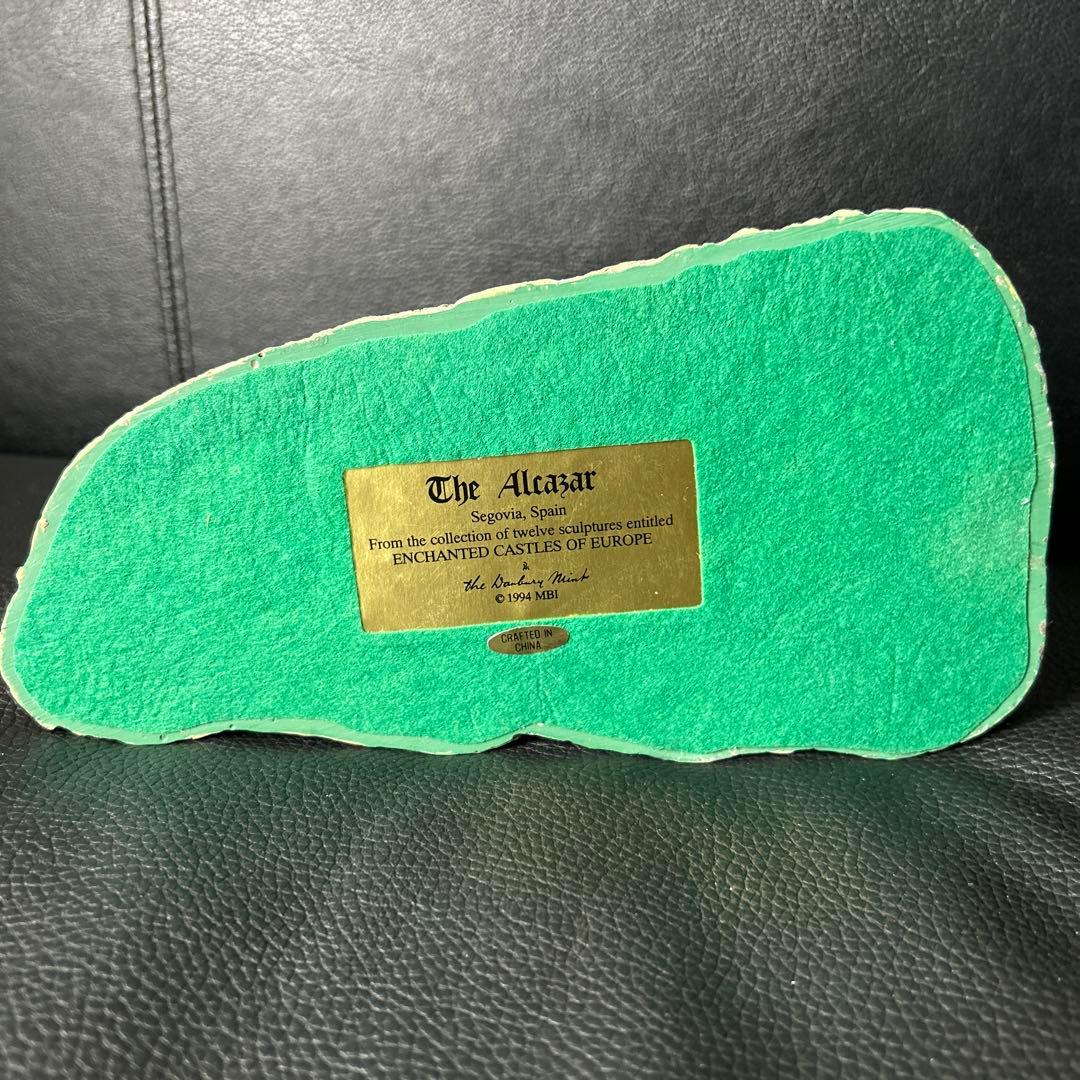 The Alcazar
Segovia, Spain
From the collection of twelve sculptures entitled
ENCHANTED CASTLES OF EUROPE
the Danbury Mint
© 1994 MBI
CRAFTED IN
CHINA